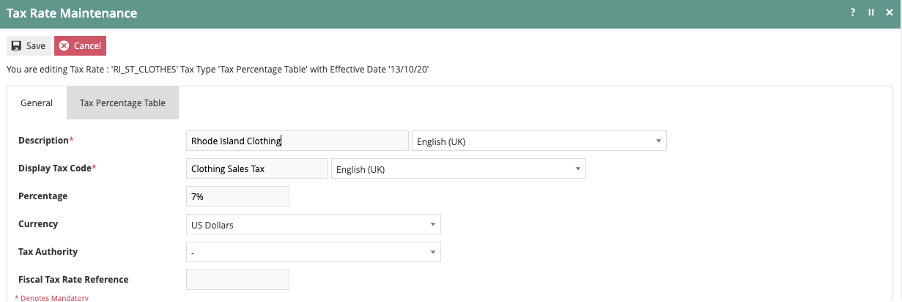 Tax Rate Maintenance
Save Cancel
You are editing Tax Rate : 'RI_ST_CLOTHES' Tax Type 'Tax Percentage Table' with Effective Date '13/10/20'
General Tax Percentage Table
Description* Rhode Island Clothing English (UK)
Display Tax Code* Clothing Sales Tax English (UK)
Percentage 7%
Currency US Dollars
Tax Authority -
Fiscal Tax Rate Reference
* Denotes Mandatory